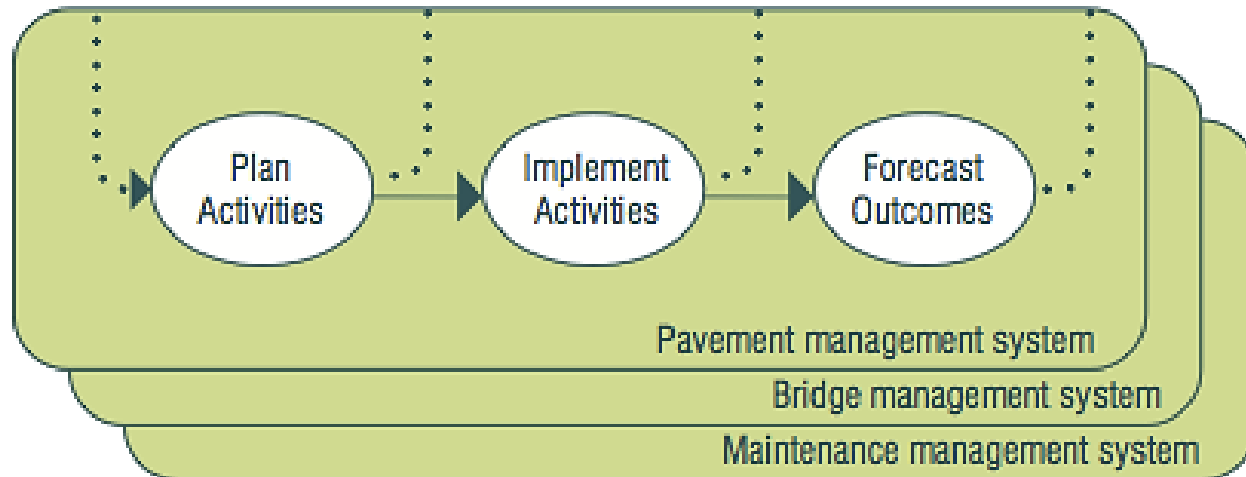 Plan
Activities
Implement
Activities
Forecast
Outcomes
Pavement management system
Bridge management system
Maintenance management system